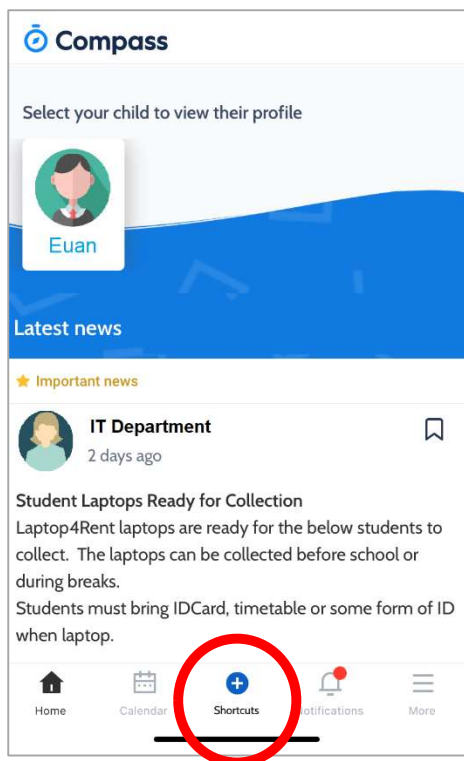 Compass
Select your child to view their profile
Euan
Latest news
Important news
IT Department
2 days ago
Student Laptops Ready for Collection
Laptop4Rent laptops are ready for the below students to
collect. The laptops can be collected before school or
during breaks.
Students must bring IDCard, timetable or some form of ID
when laptop.
Home Calendar Shortcuts Notifications More